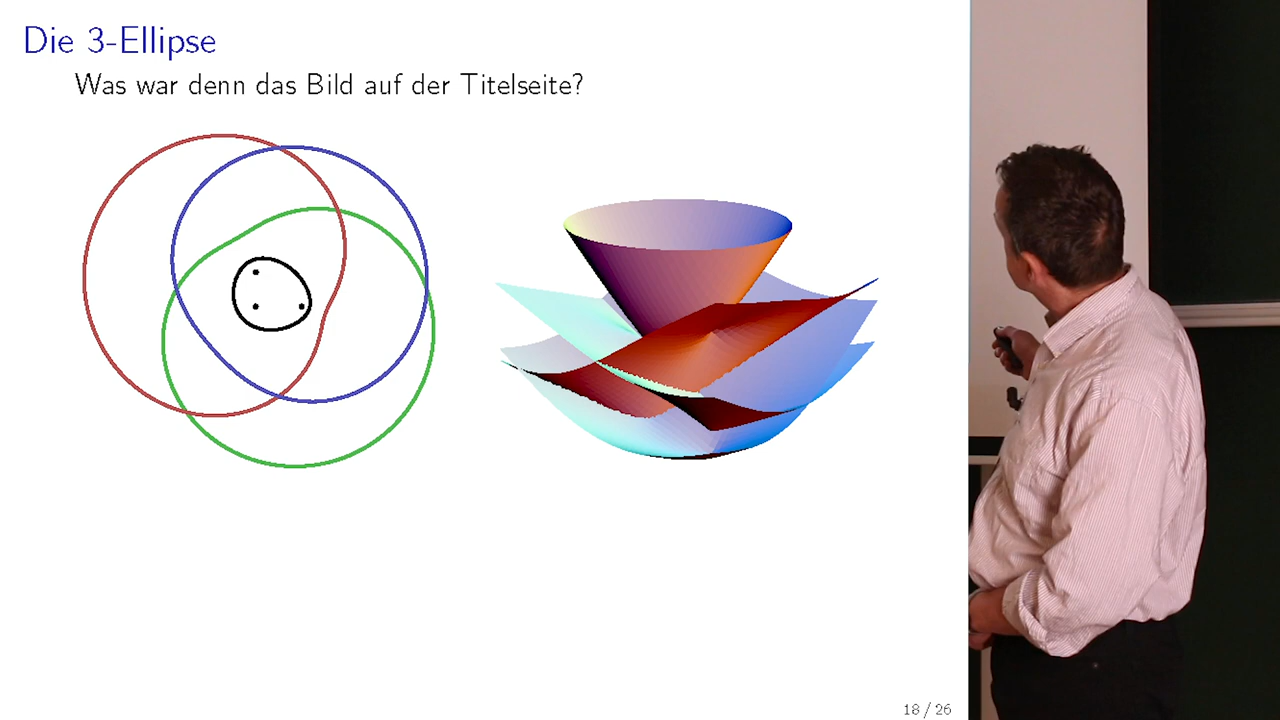 Die 3-Ellipse
Was war denn das Bild auf der Titelseite?
18 / 26